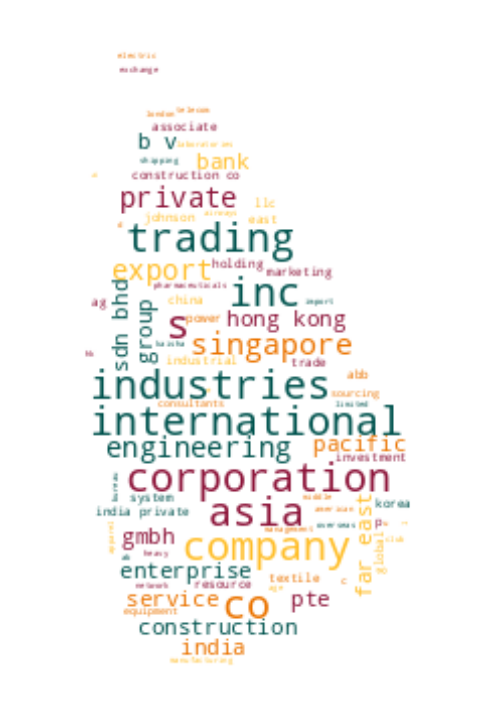 electric
exchange
london telecom
associate
b v laboratories
shipping bank
construction co
private llc
johnson airways east
trading
export holding marketing
pharmaceuticals
ag china inc import
sdn bhd group s power hong kong
kaisha singapore
industrial trade
abb
industries sourcing
consultants limited
international
engineering pacific
investment
corporation
bureau system middle korea
india private asia american
overseas p
gmbh management far east global
apparel heavy company
enterprise
network resource textile c
service co pte
equipment
construction
india
manufacturing